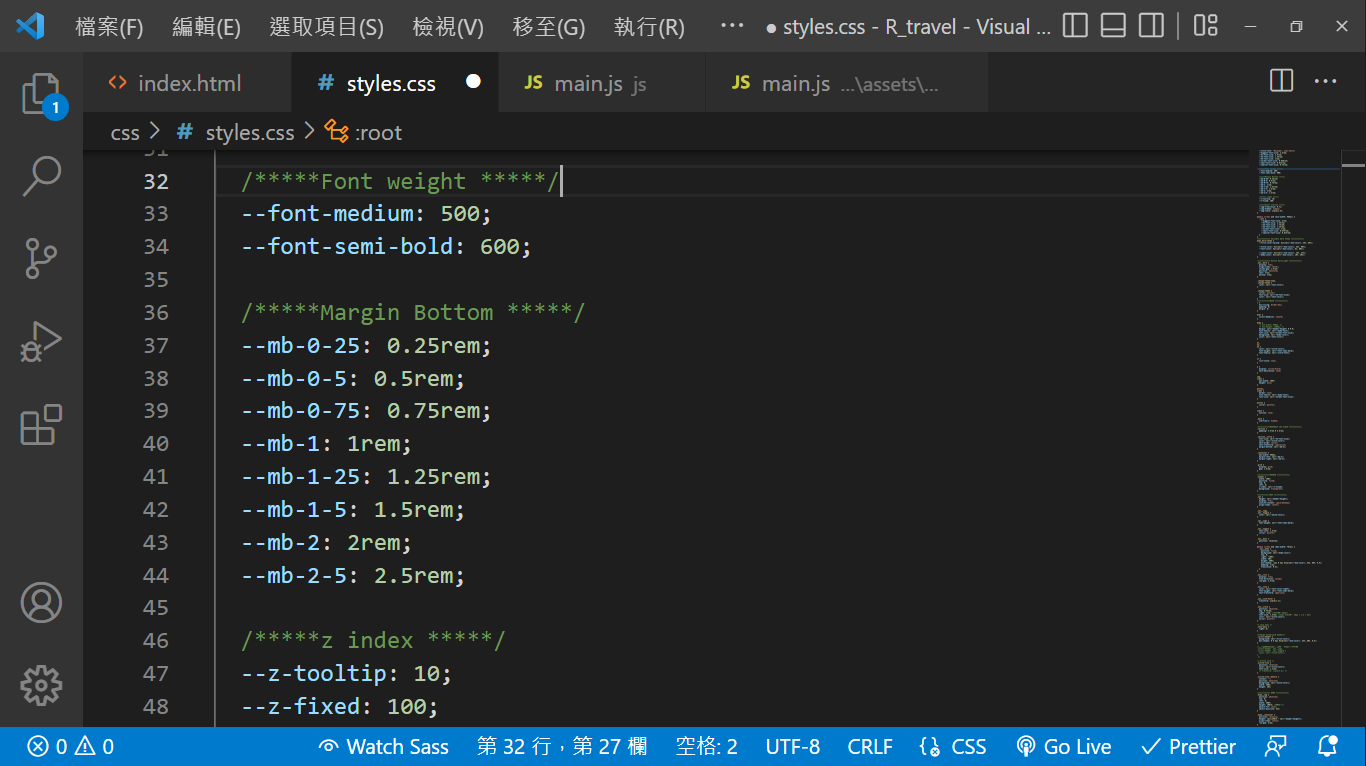 檔案(F) 編輯(E) 選取項目(S) 檢視(V) 移至(G) 執行(R) ··· ● styles.css - R_travel - Visual ...
<> index.html # styles.css ● JS main.js js JS main.js ...\assets\... ···
css > # styles.css > :root
31
32 /*****Font weight *****/
33 --font-medium: 500;
34 --font-semi-bold: 600;
35
36 /*****Margin Bottom *****/
37 --mb-0-25: 0.25rem;
38 --mb-0-5: 0.5rem;
39 --mb-0-75: 0.75rem;
40 --mb-1: 1rem;
41 --mb-1-25: 1.25rem;
42 --mb-1-5: 1.5rem;
43 --mb-2: 2rem;
44 --mb-2-5: 2.5rem;
45
46 /*****z index *****/
47 --z-tooltip: 10;
48 --z-fixed: 100;
1
0 0 Watch Sass 第 32 行，第 27 欄 空格: 2 UTF-8 CRLF CSS Go Live Prettier